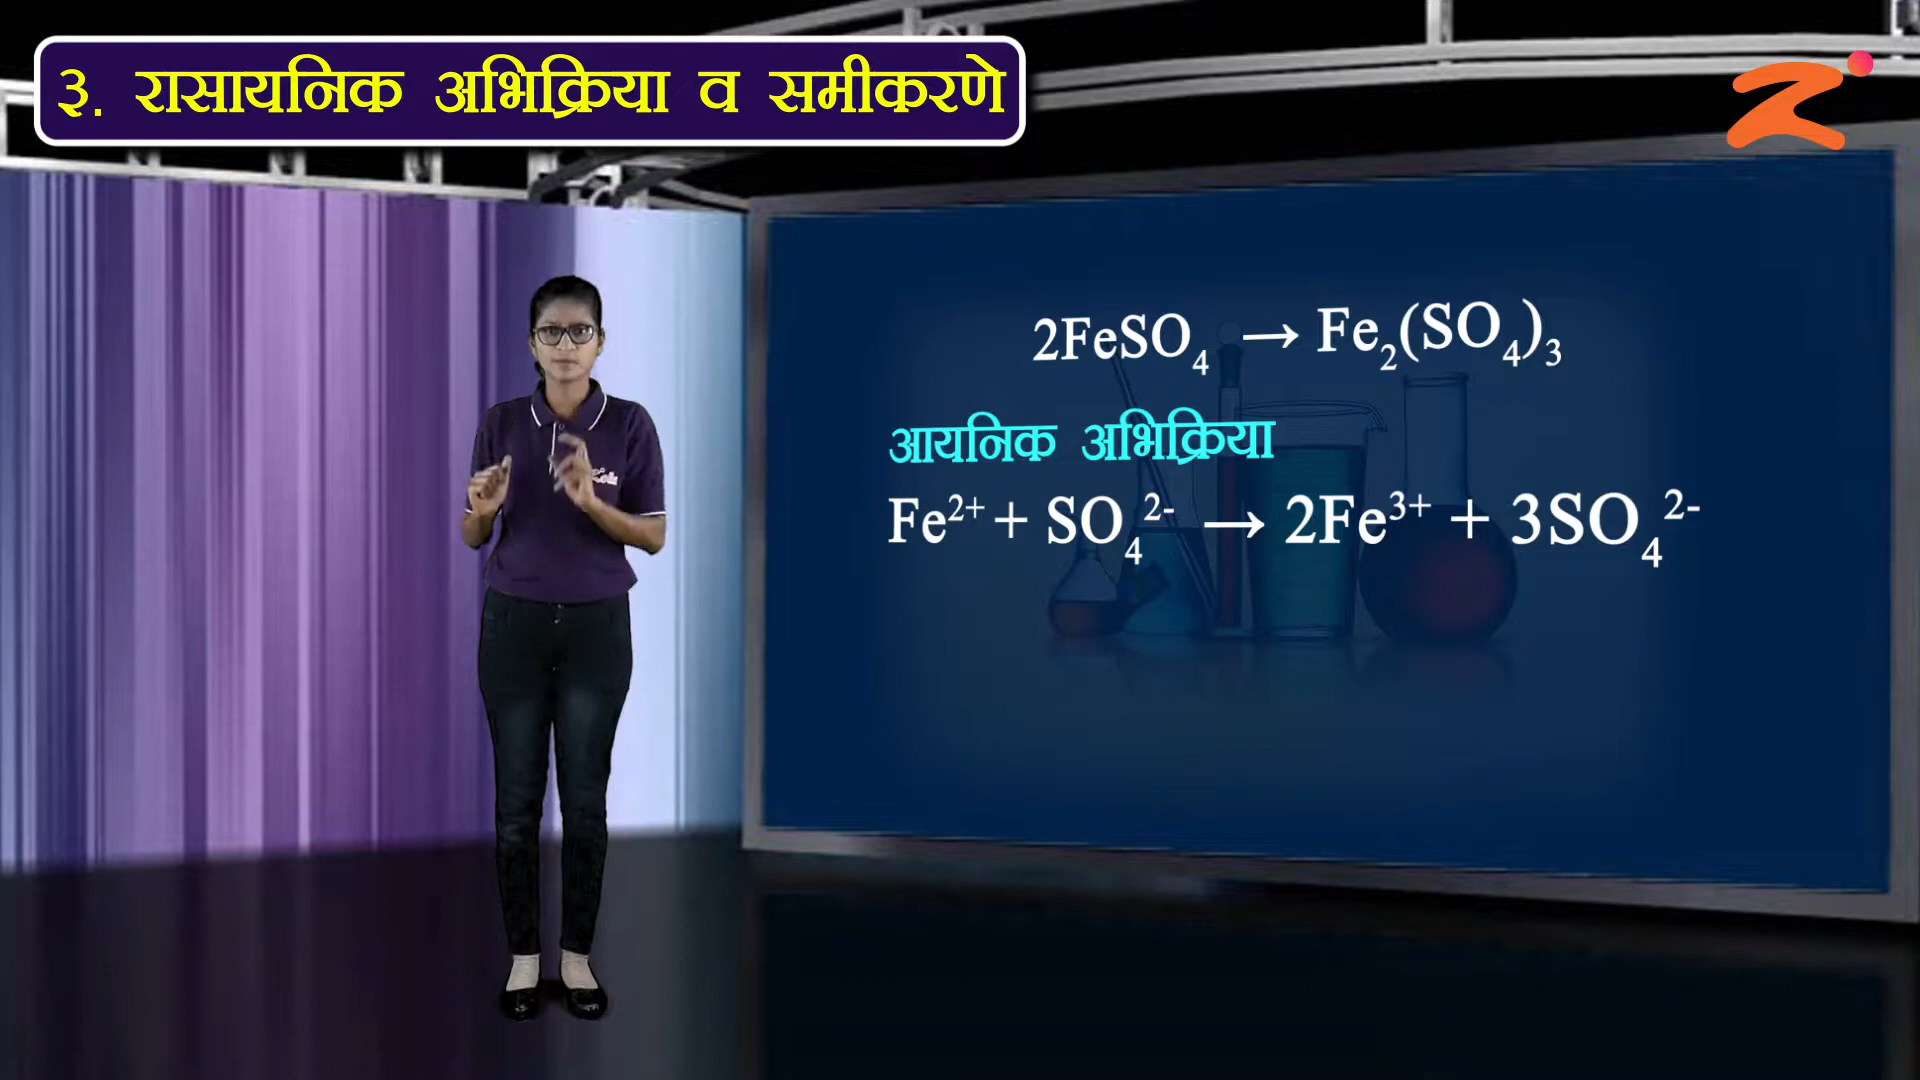 ३. रासायनिक अभिक्रिया व समीकरणे
2FeSO₄ → Fe₂(SO₄)₃
आयनिक अभिक्रिया
Fe²⁺ + SO₄²⁻ → 2Fe³⁺ + 3SO₄²⁻